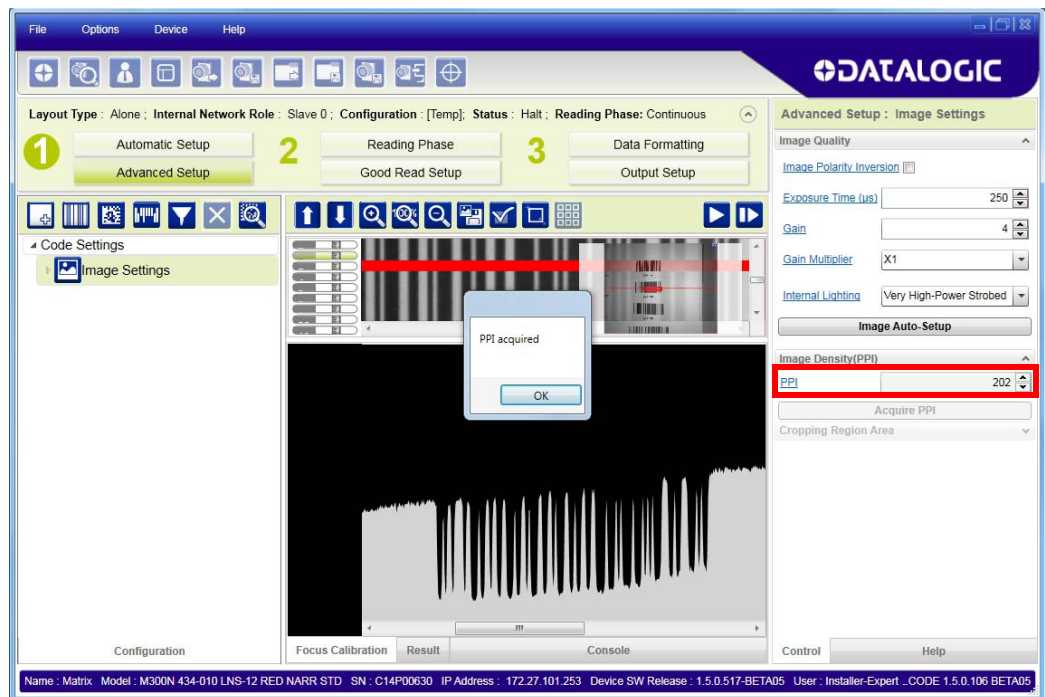 File Options Device Help
DATALOGIC
Layout Type : Alone ; Internal Network Role : Slave 0 ; Configuration : [Temp]; Status : Halt ; Reading Phase: Continuous
1 Automatic Setup
Advanced Setup
2 Reading Phase
Good Read Setup
3 Data Formatting
Output Setup
Code Settings
Image Settings
100%
PPI acquired
OK
Configuration
Focus Calibration Result Console
Advanced Setup : Image Settings
Image Quality
Image Polarity Inversion
Exposure Time (µs) 250
Gain 4
Gain Multiplier X1
Internal Lighting Very High-Power Strobed
Image Auto-Setup
Image Density(PPI)
PPI 202
Acquire PPI
Cropping Region Area
Control Help
Name : Matrix Model : M300N 434-010 LNS-12 RED NARR STD SN : C14P00630 IP Address : 172.27.101.253 Device SW Release : 1.5.0.517-BETA05 User : Installer-Expert ..CODE 1.5.0.106 BETA05